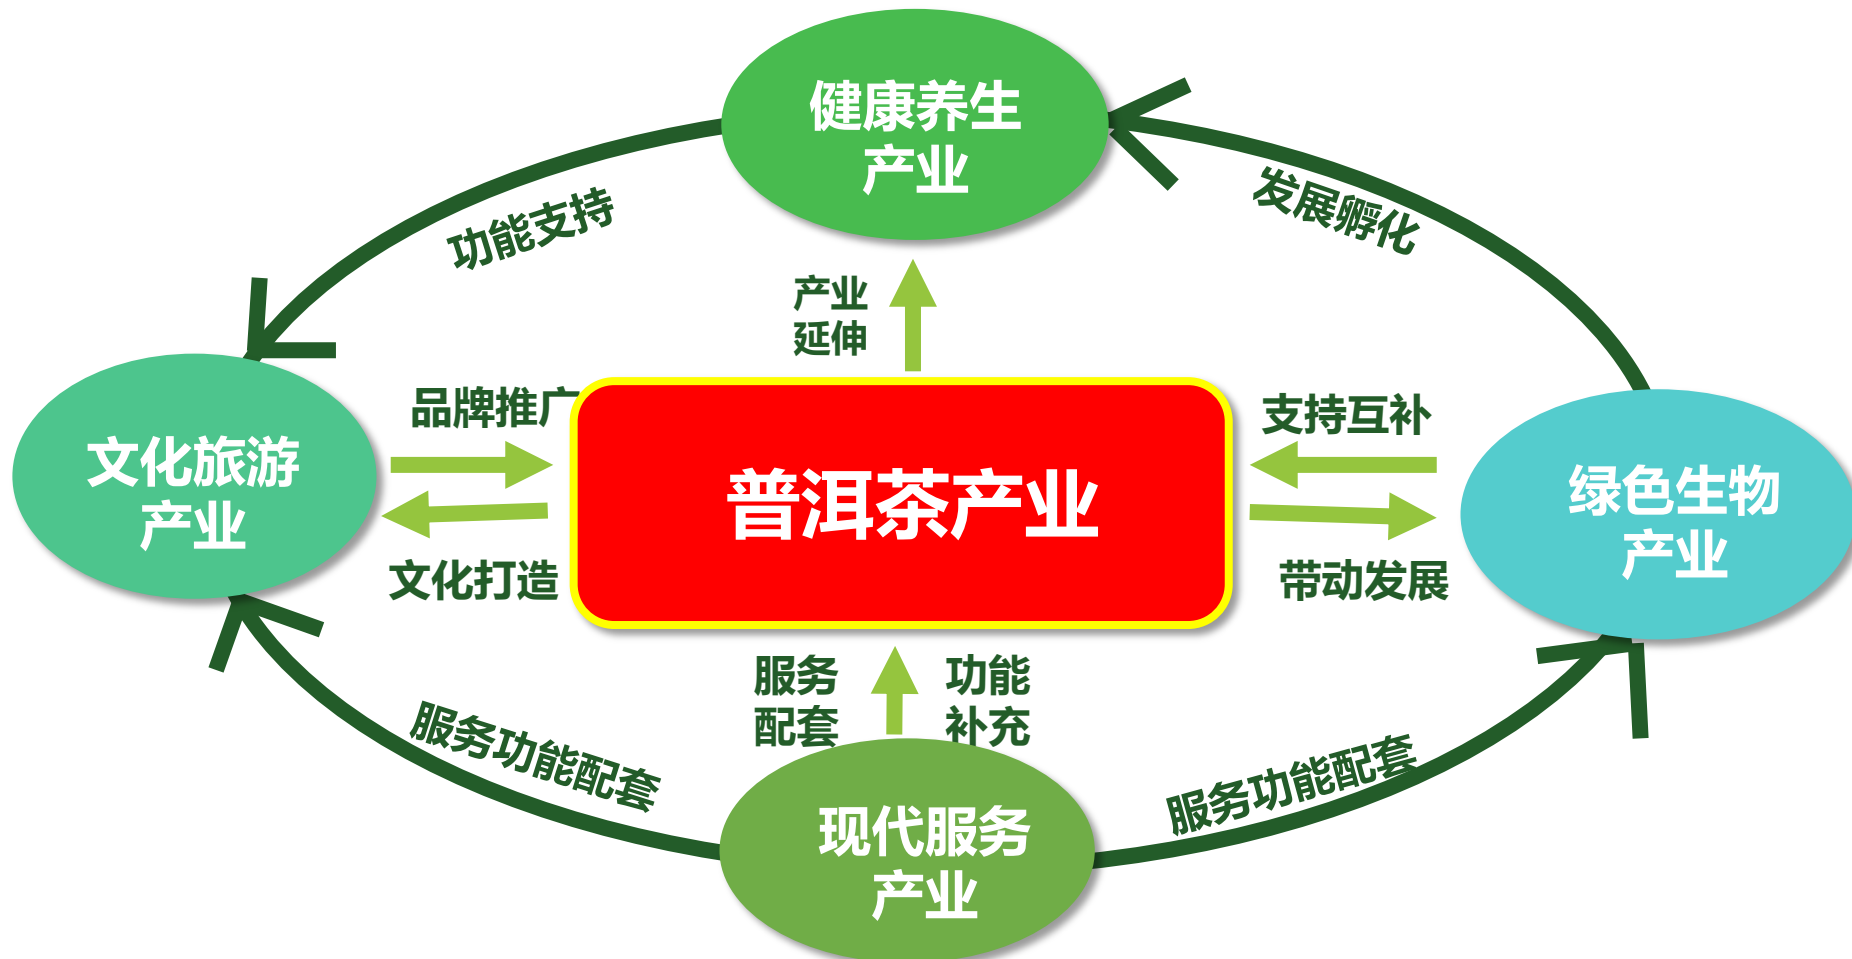 健康养生
产业
功能支持
发展孵化
产业
延伸
品牌推广
支持互补
文化旅游
产业
普洱茶产业
绿色生物
产业
文化打造
带动发展
服务
配套
功能
补充
服务功能配套
服务功能配套
现代服务
产业